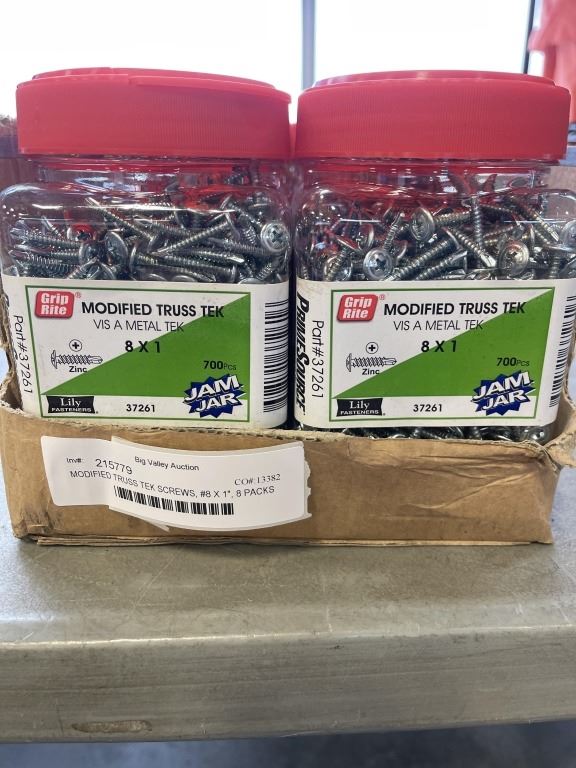 Grip Rite®
MODIFIED TRUSS TEK
VIS A METAL TEK
8 X 1
700Pcs
Zinc
JAM JAR
Lily
FASTENERS
37261
Part#37261
PRIMESOURCE
Grip Rite®
MODIFIED TRUSS TEK
VIS A METAL TEK
8 X 1
700Pcs
Zinc
JAM JAR
Lily
FASTENERS
37261
Part#37261
Inv#: 215779
Big Valley Auction
CO#:13382
MODIFIED TRUSS TEK SCREWS, #8 X 1", 8 PACKS